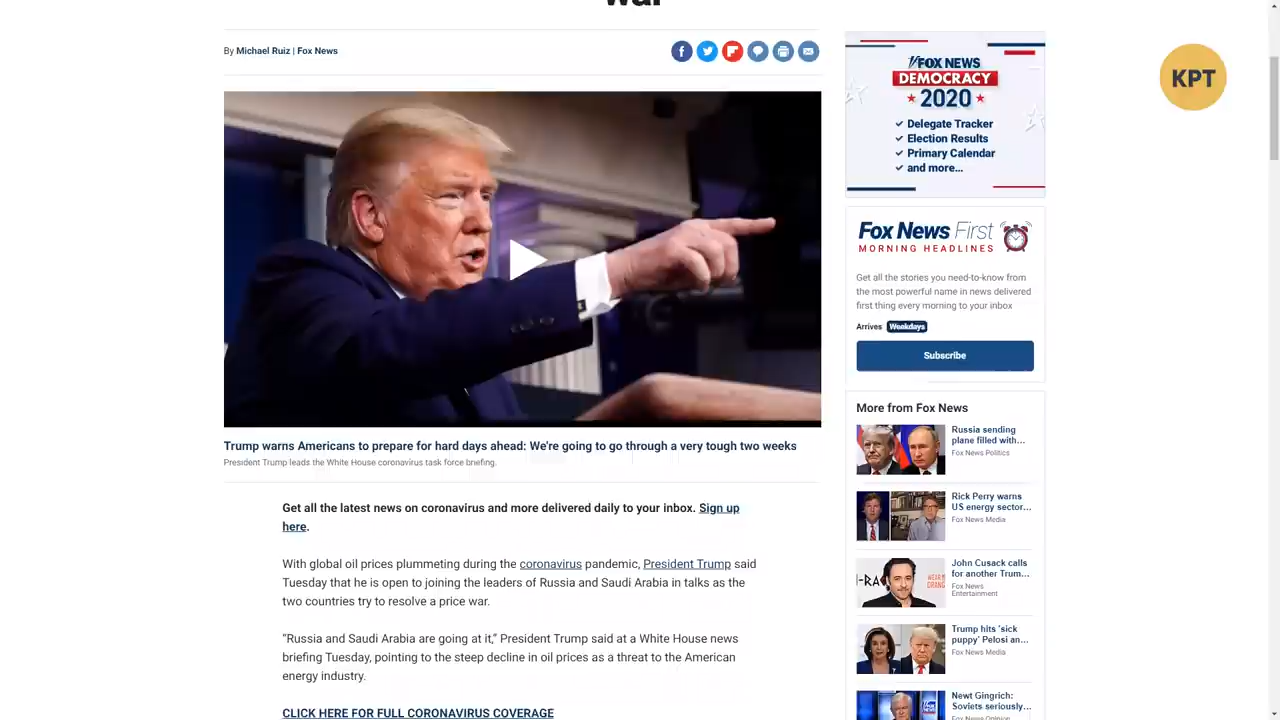 war
By Michael Ruiz | Fox News
KPT
FOX NEWS
DEMOCRACY
2020
Delegate Tracker
Election Results
Primary Calendar
and more...
Fox News First
MORNING HEADLINES
Get all the stories you need-to-know from
the most powerful name in news delivered
first thing every morning to your inbox
Arrives Weekdays
Subscribe
Trump warns Americans to prepare for hard days ahead: We're going to go through a very tough two weeks
President Trump leads the White House coronavirus task force briefing.
Get all the latest news on coronavirus and more delivered daily to your inbox. Sign up
here.
With global oil prices plummeting during the coronavirus pandemic, President Trump said
Tuesday that he is open to joining the leaders of Russia and Saudi Arabia in talks as the
two countries try to resolve a price war.
"Russia and Saudi Arabia are going at it," President Trump said at a White House news
briefing Tuesday, pointing to the steep decline in oil prices as a threat to the American
energy industry.
CLICK HERE FOR FULL CORONAVIRUS COVERAGE
More from Fox News
Russia sending
plane filled with...
Fox News Politics
Rick Perry warns
US energy sector...
Fox News Media
John Cusack calls
for another Trum...
Fox News
Entertainment
Trump hits 'sick
puppy' Pelosi an...
Fox News Media
Newt Gingrich:
Soviets seriously...
Fox News Opinion